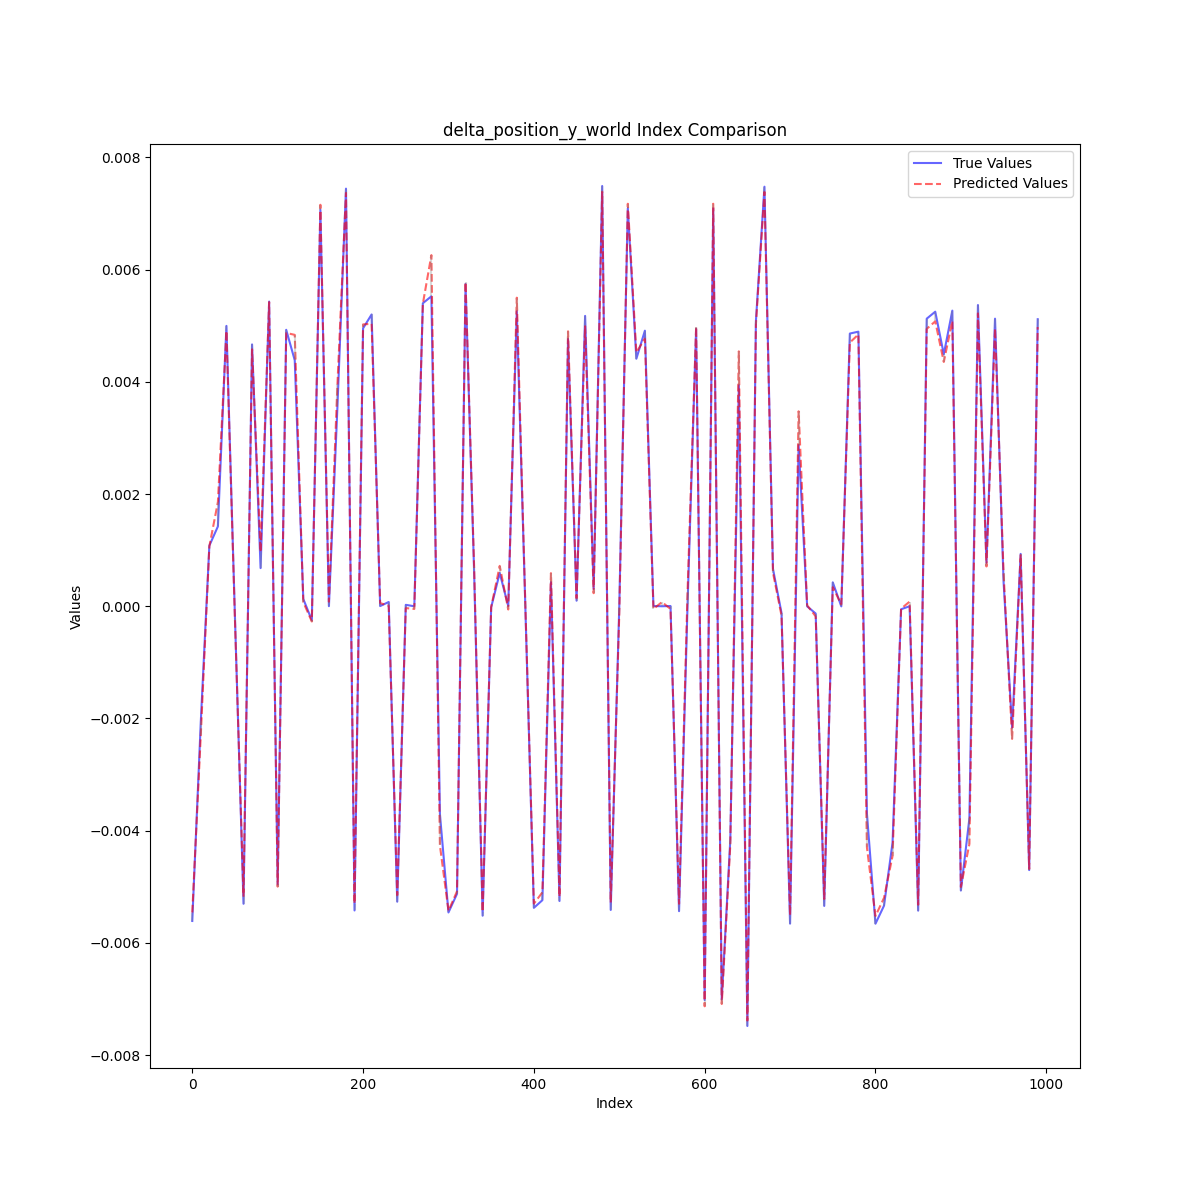 delta_position_y_world Index Comparison
True Values
Predicted Values
0.008
0.006
0.004
0.002
0.000
−0.002
−0.004
−0.006
−0.008
Values
0 200 400 600 800 1000
Index